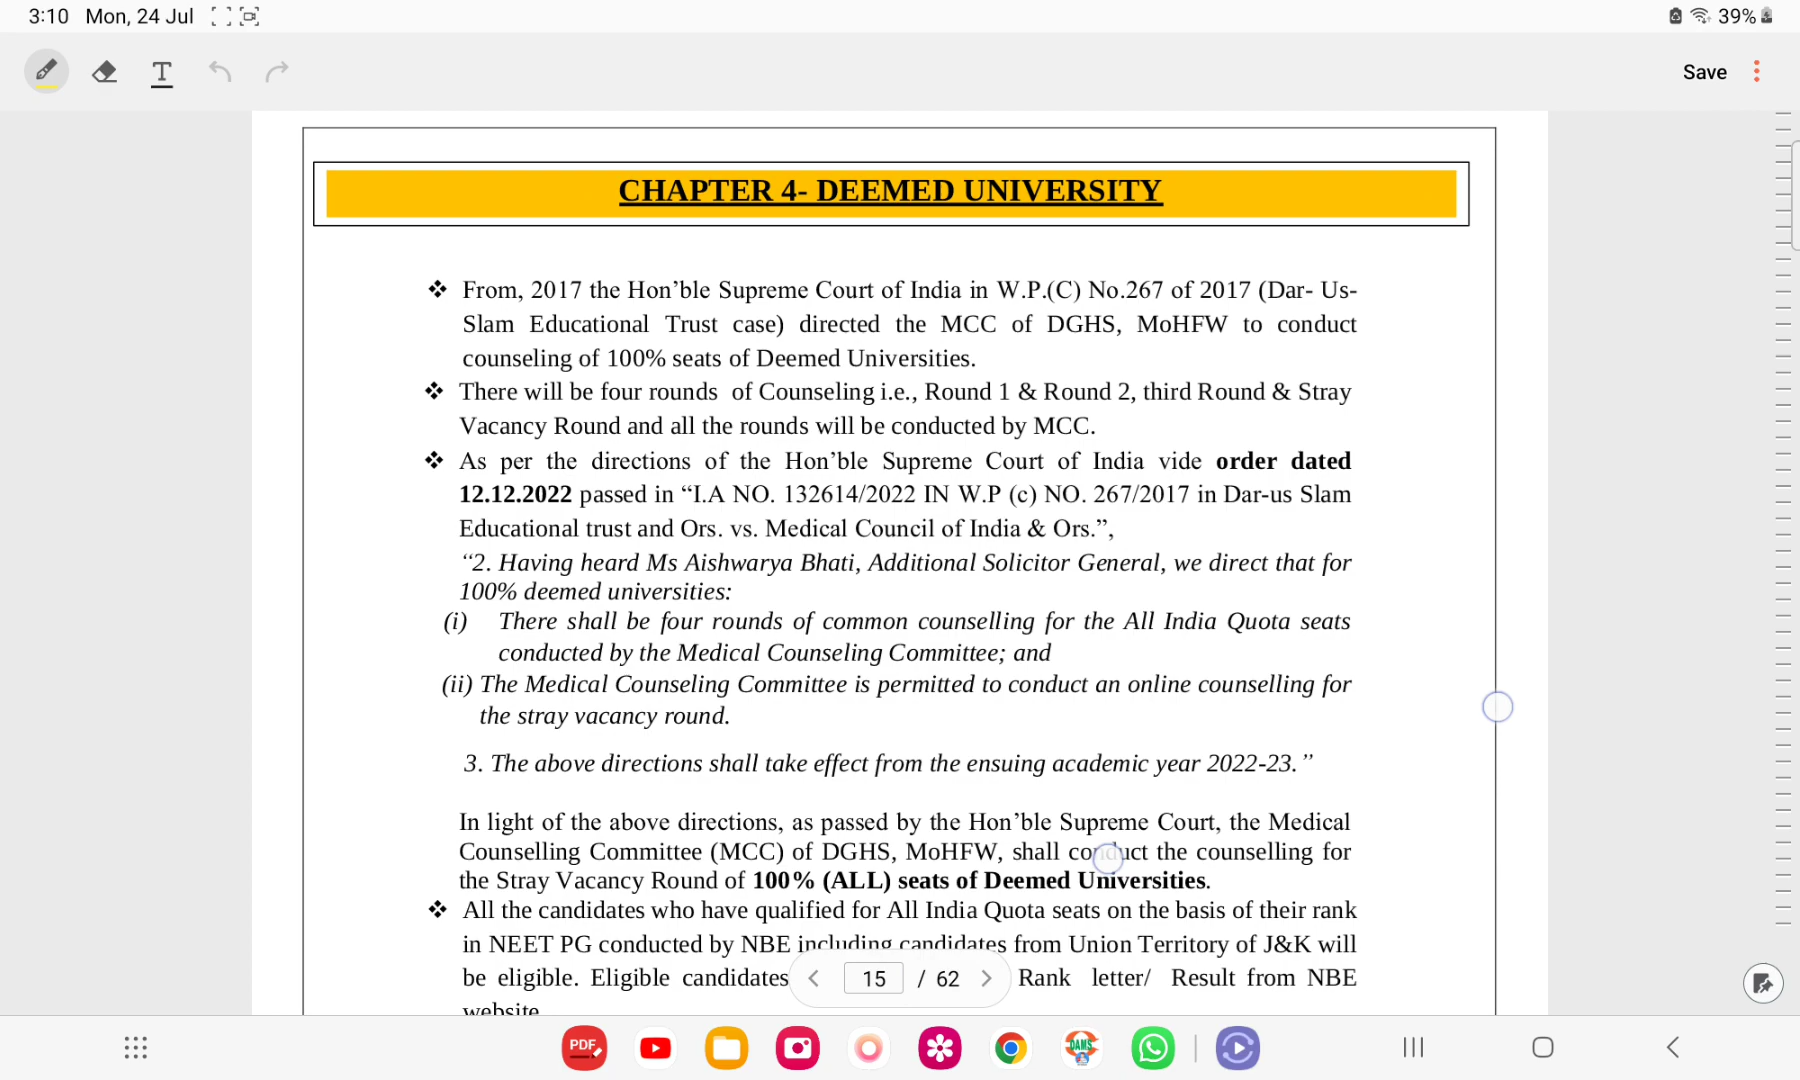 3:10 Mon, 24 Jul 39%
T Save
CHAPTER 4- DEEMED UNIVERSITY
❖ From, 2017 the Hon’ble Supreme Court of India in W.P.(C) No.267 of 2017 (Dar- Us-
Slam Educational Trust case) directed the MCC of DGHS, MoHFW to conduct
counseling of 100% seats of Deemed Universities.
❖ There will be four rounds of Counseling i.e., Round 1 & Round 2, third Round & Stray
Vacancy Round and all the rounds will be conducted by MCC.
❖ As per the directions of the Hon’ble Supreme Court of India vide order dated
12.12.2022 passed in “I.A NO. 132614/2022 IN W.P (c) NO. 267/2017 in Dar-us Slam
Educational trust and Ors. vs. Medical Council of India & Ors.”,
“2. Having heard Ms Aishwarya Bhati, Additional Solicitor General, we direct that for
100% deemed universities:
(i) There shall be four rounds of common counselling for the All India Quota seats
conducted by the Medical Counseling Committee; and
(ii) The Medical Counseling Committee is permitted to conduct an online counselling for
the stray vacancy round.
3. The above directions shall take effect from the ensuing academic year 2022-23.”
In light of the above directions, as passed by the Hon’ble Supreme Court, the Medical
Counselling Committee (MCC) of DGHS, MoHFW, shall conduct the counselling for
the Stray Vacancy Round of 100% (ALL) seats of Deemed Universities.
❖ All the candidates who have qualified for All India Quota seats on the basis of their rank
in NEET PG conducted by NBE including candidates from Union Territory of J&K will
be eligible. Eligible candidates Rank letter/ Result from NBE
website
15 / 62
PDF DAMS